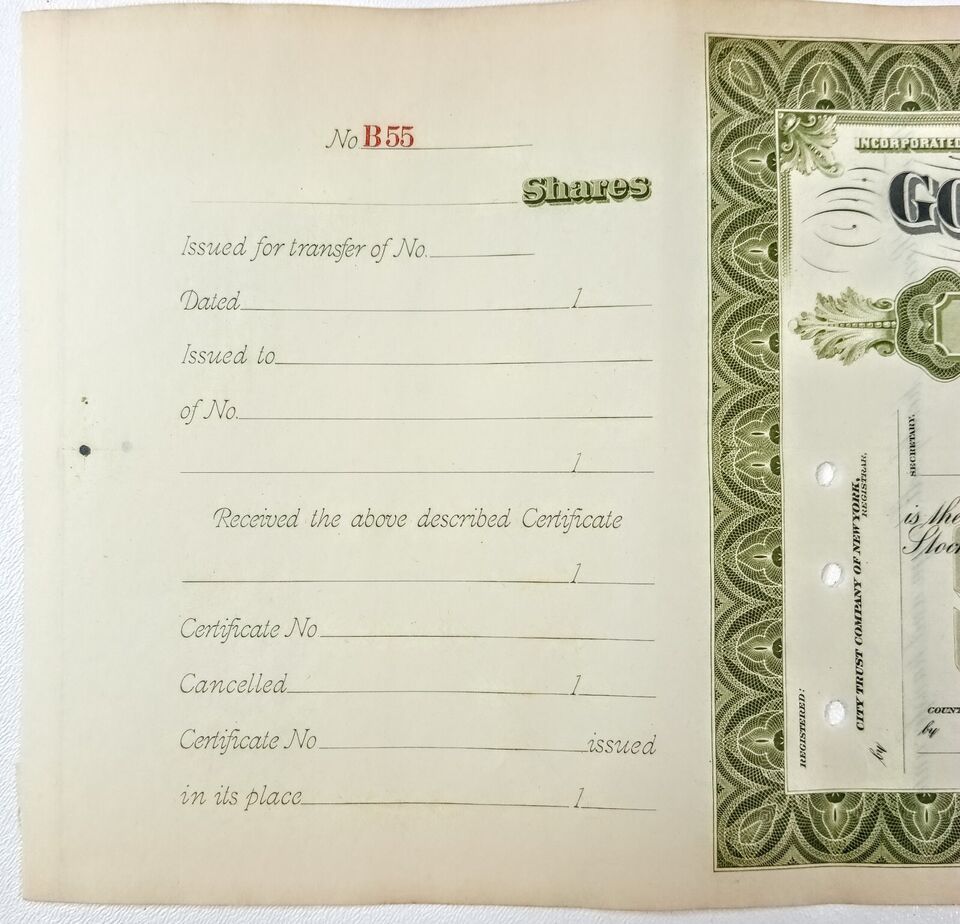 No B55
Shares
Issued for transfer of No.
Dated 1
Issued to
of No.
1
Received the above described Certificate
1
Certificate No
Cancelled 1
Certificate No issued
in its place 1
INCORPORATED
GO
SECRETARY.
is the
Stock
REGISTERED:
CITY TRUST COMPANY OF NEW YORK,
REGISTRAR.
by
COUNT
by